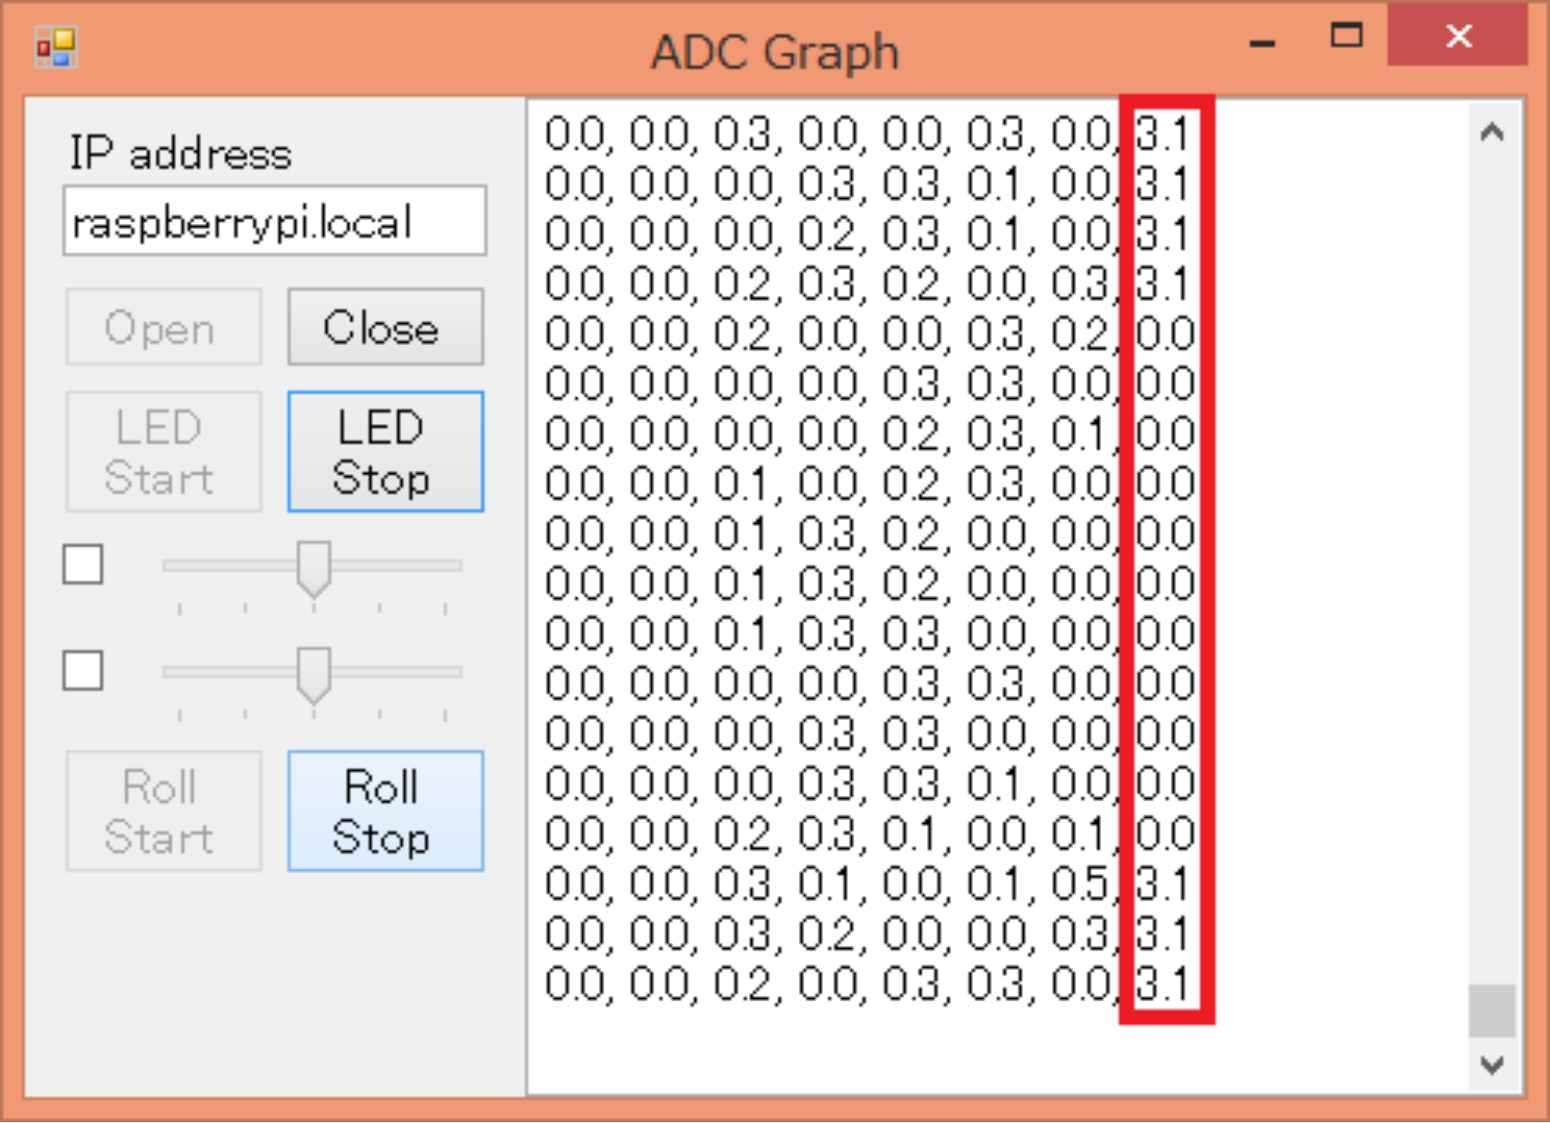 ADC Graph
IP address
raspberrypi.local
Open
Close
LED
Start
LED
Stop
Roll
Start
Roll
Stop
0.0, 0.0, 0.3, 0.0, 0.0, 0.3, 0.0, 3.1
0.0, 0.0, 0.0, 0.3, 0.3, 0.1, 0.0, 3.1
0.0, 0.0, 0.0, 0.2, 0.3, 0.1, 0.0, 3.1
0.0, 0.0, 0.2, 0.3, 0.2, 0.0, 0.3, 3.1
0.0, 0.0, 0.2, 0.0, 0.0, 0.3, 0.2, 0.0
0.0, 0.0, 0.0, 0.0, 0.3, 0.3, 0.0, 0.0
0.0, 0.0, 0.0, 0.0, 0.2, 0.3, 0.1, 0.0
0.0, 0.0, 0.1, 0.0, 0.2, 0.3, 0.0, 0.0
0.0, 0.0, 0.1, 0.3, 0.2, 0.0, 0.0, 0.0
0.0, 0.0, 0.1, 0.3, 0.2, 0.0, 0.0, 0.0
0.0, 0.0, 0.1, 0.3, 0.3, 0.0, 0.0, 0.0
0.0, 0.0, 0.0, 0.0, 0.3, 0.3, 0.0, 0.0
0.0, 0.0, 0.0, 0.3, 0.3, 0.0, 0.0, 0.0
0.0, 0.0, 0.0, 0.3, 0.3, 0.1, 0.0, 0.0
0.0, 0.0, 0.2, 0.3, 0.1, 0.0, 0.1, 0.0
0.0, 0.0, 0.3, 0.1, 0.0, 0.1, 0.5, 3.1
0.0, 0.0, 0.3, 0.2, 0.0, 0.0, 0.3, 3.1
0.0, 0.0, 0.2, 0.0, 0.3, 0.3, 0.0, 3.1